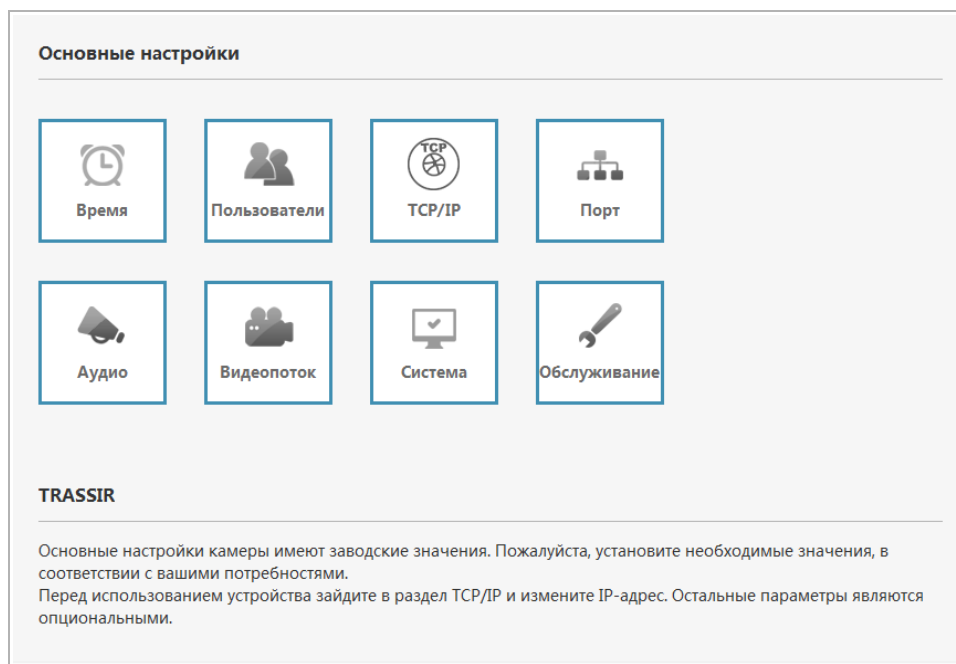 Основные настройки
TCP
Время Пользователи TCP/IP Порт
Аудио Видеопоток Система Обслуживание
TRASSIR
Основные настройки камеры имеют заводские значения. Пожалуйста, установите необходимые значения, в
соответствии с вашими потребностями.
Перед использованием устройства зайдите в раздел TCP/IP и измените IP-адрес. Остальные параметры являются
опциональными.